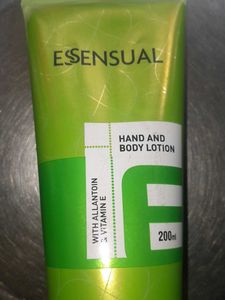 ESSENSUAL
HAND AND
BODY LOTION
WITH ALLANTOIN
& VITAMIN E
E
200ml